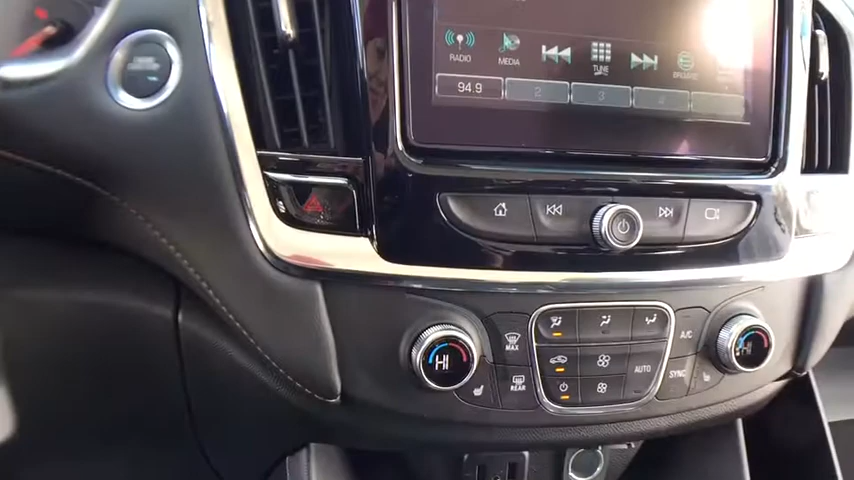 RADIO
MEDIA
TUNE
94.9
2
3
MAX
REAR
HI
A/C
AUTO
SYNC
HI